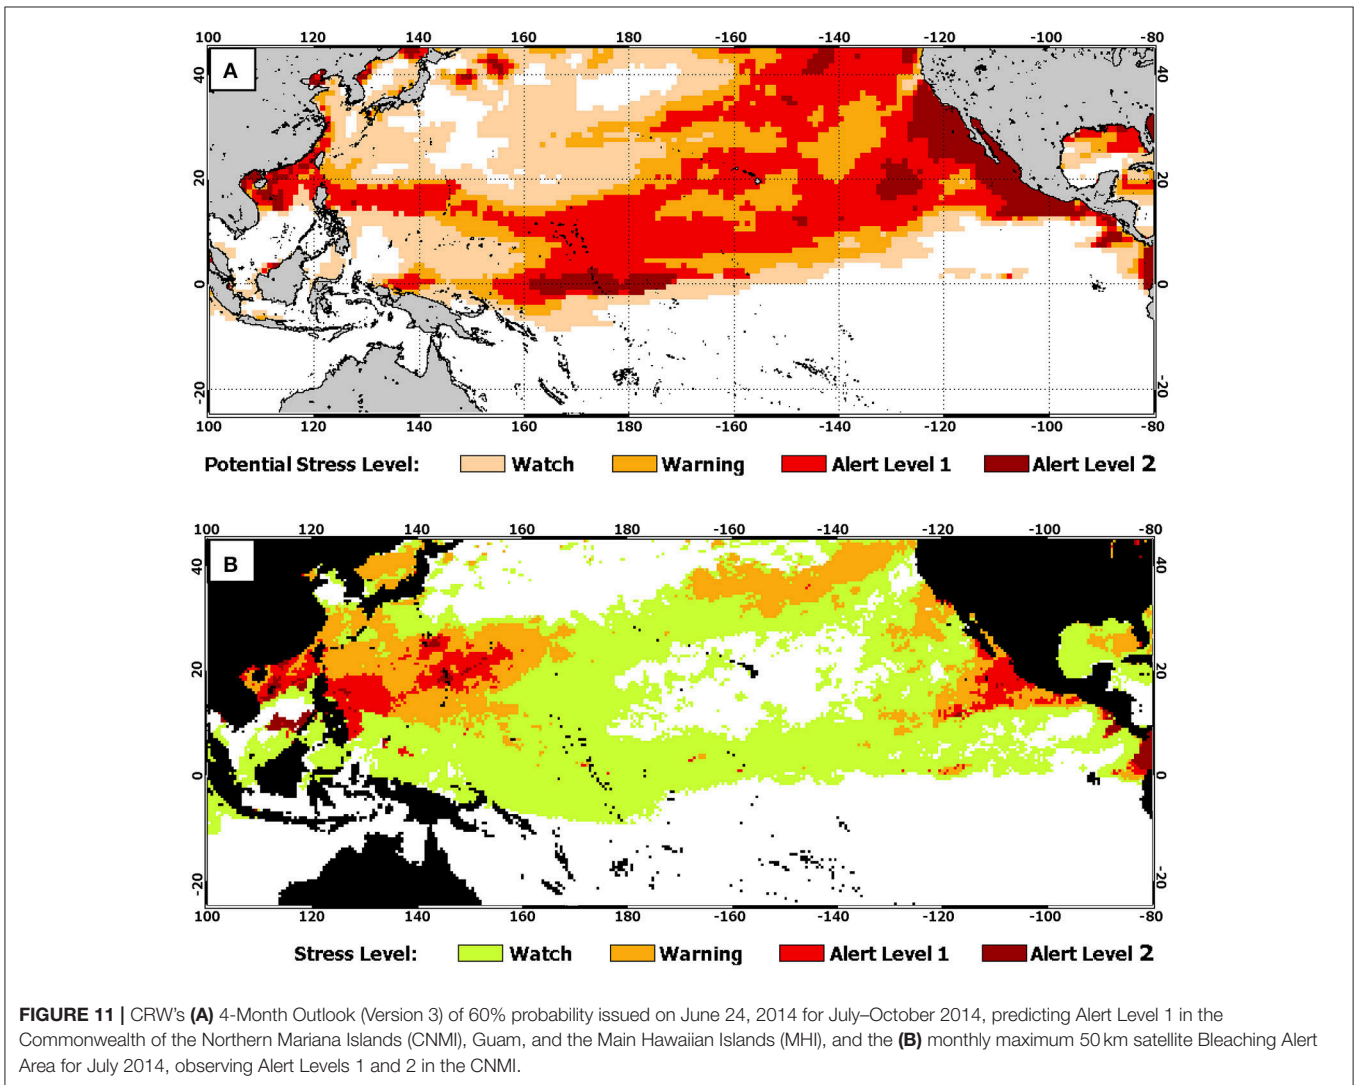 100 120 140 160 180 -160 -140 -120 -100 -80
A
40 40
20 20
0 0
-20 -20
100 120 140 160 180 -160 -140 -120 -100 -80
Potential Stress Level: Watch Warning Alert Level 1 Alert Level 2
100 120 140 160 180 -160 -140 -120 -100 -80
B
40 40
20 20
0 0
-20 -20
100 120 140 160 180 -160 -140 -120 -100 -80
Stress Level: Watch Warning Alert Level 1 Alert Level 2
FIGURE 11 | CRW's (A) 4-Month Outlook (Version 3) of 60% probability issued on June 24, 2014 for July–October 2014, predicting Alert Level 1 in the
Commonwealth of the Northern Mariana Islands (CNMI), Guam, and the Main Hawaiian Islands (MHI), and the (B) monthly maximum 50 km satellite Bleaching Alert
Area for July 2014, observing Alert Levels 1 and 2 in the CNMI.